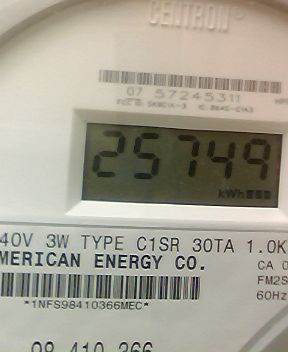 CENTRON®
07 57245311
25749
kWh
40V 3W TYPE C1SR 30TA 1.0K
MERICAN ENERGY CO.
CA 0
FM2S
60Hz
*1NFS98410366MEC*
98 410 366